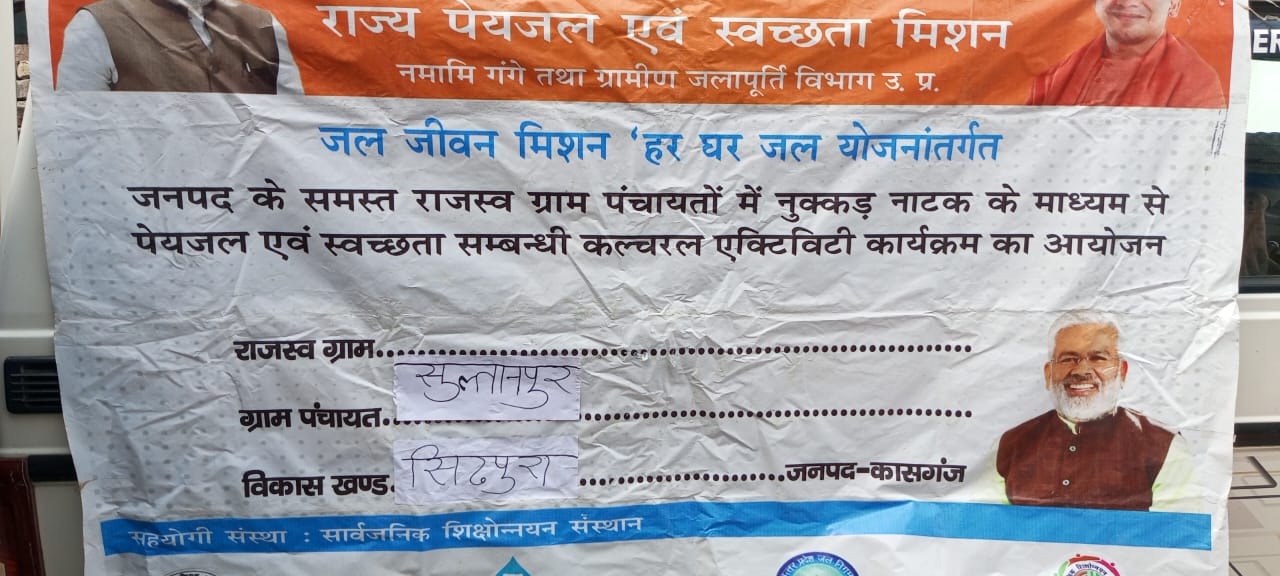 राज्य पेयजल एवं स्वच्छता मिशन
नमामि गंगे तथा ग्रामीण जलापूर्ति विभाग उ. प्र.
ER
जल जीवन मिशन ‘हर घर जल योजनांतर्गत
जनपद के समस्त राजस्व ग्राम पंचायतों में नुक्कड़ नाटक के माध्यम से
पेयजल एवं स्वच्छता सम्बन्धी कल्चरल एक्टिविटी कार्यक्रम का आयोजन
राजस्व ग्राम
सुल्तानपुर
ग्राम पंचायत
विकास खण्ड सिढपुरा जनपद-कासगंज
सहयोगी संस्था : सार्वजनिक शिक्षोन्नयन संस्थान